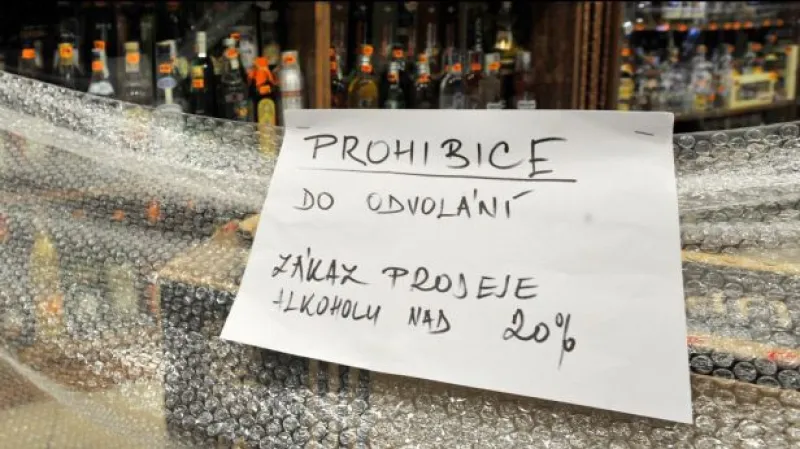 PROHIBICE
DO ODVOLÁNÍ
ZÁKAZ PRODEJE
ALKOHOLU NAD 20%